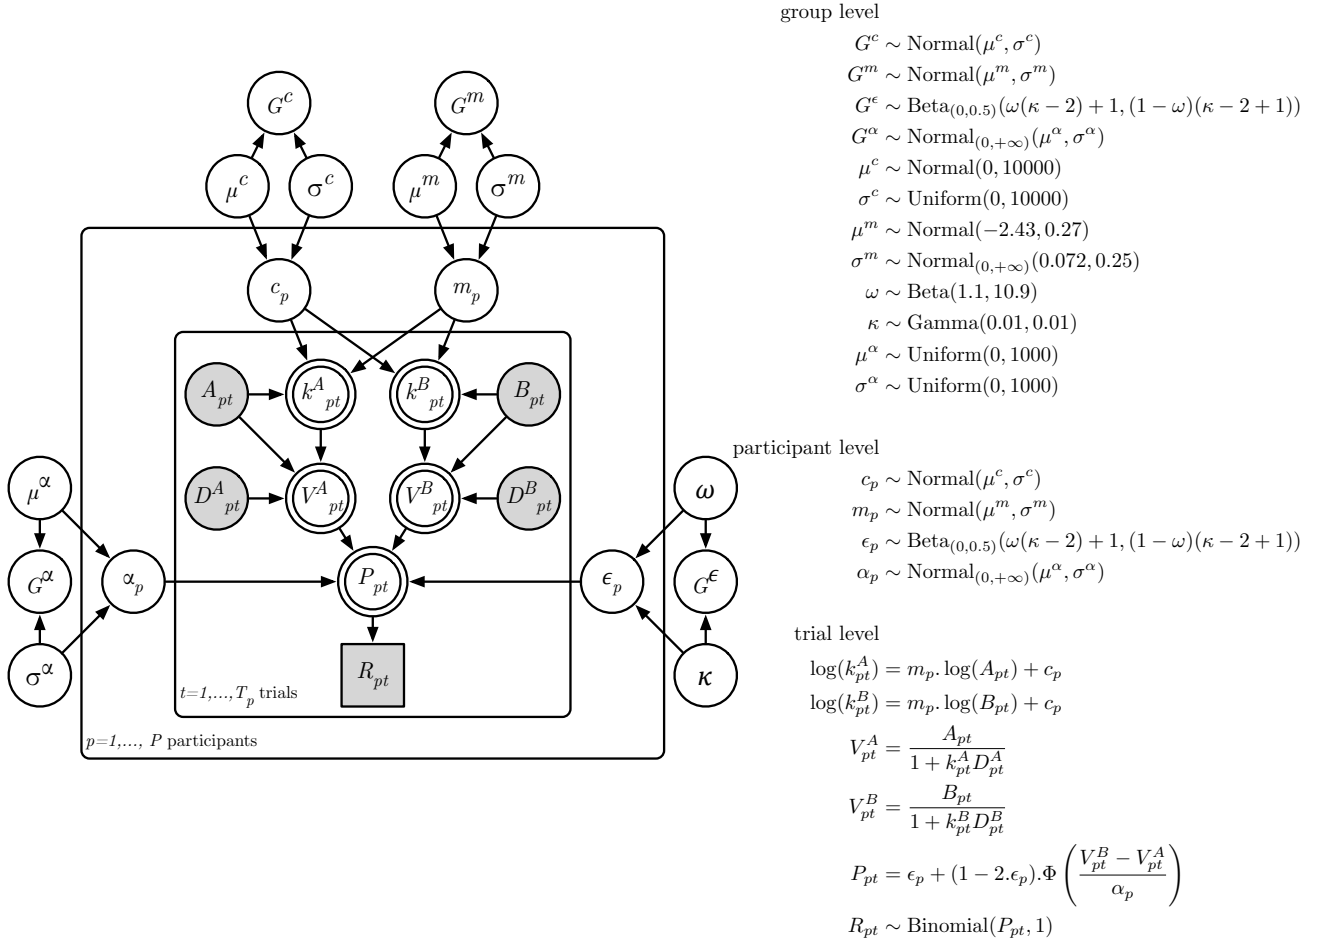 G^c
G^m
μ^c
σ^c
μ^m
σ^m
c_p
m_p
A_pt
k^A_pt
k^B_pt
B_pt
D^A_pt
V^A_pt
V^B_pt
D^B_pt
μ^α
G^α
σ^α
α_p
P_pt
ϵ_p
ω
G^ϵ
κ
R_pt
t=1,...,T_p trials
p=1,..., P participants
group level
G^c ∼ Normal(μ^c, σ^c)
G^m ∼ Normal(μ^m, σ^m)
G^ϵ ∼ Beta_(0,0.5)(ω(κ − 2) + 1, (1 − ω)(κ − 2 + 1))
G^α ∼ Normal_(0,+∞)(μ^α, σ^α)
μ^c ∼ Normal(0, 10000)
σ^c ∼ Uniform(0, 10000)
μ^m ∼ Normal(−2.43, 0.27)
σ^m ∼ Normal_(0,+∞)(0.072, 0.25)
ω ∼ Beta(1.1, 10.9)
κ ∼ Gamma(0.01, 0.01)
μ^α ∼ Uniform(0, 1000)
σ^α ∼ Uniform(0, 1000)
participant level
c_p ∼ Normal(μ^c, σ^c)
m_p ∼ Normal(μ^m, σ^m)
ϵ_p ∼ Beta_(0,0.5)(ω(κ − 2) + 1, (1 − ω)(κ − 2 + 1))
α_p ∼ Normal_(0,+∞)(μ^α, σ^α)
trial level
log(k^A_pt) = m_p. log(A_pt) + c_p
log(k^B_pt) = m_p. log(B_pt) + c_p
V^A_pt = A_pt / (1 + k^A_pt D^A_pt)
V^B_pt = B_pt / (1 + k^B_pt D^B_pt)
P_pt = ϵ_p + (1 − 2.ϵ_p).Φ((V^B_pt − V^A_pt) / α_p)
R_pt ∼ Binomial(P_pt, 1)